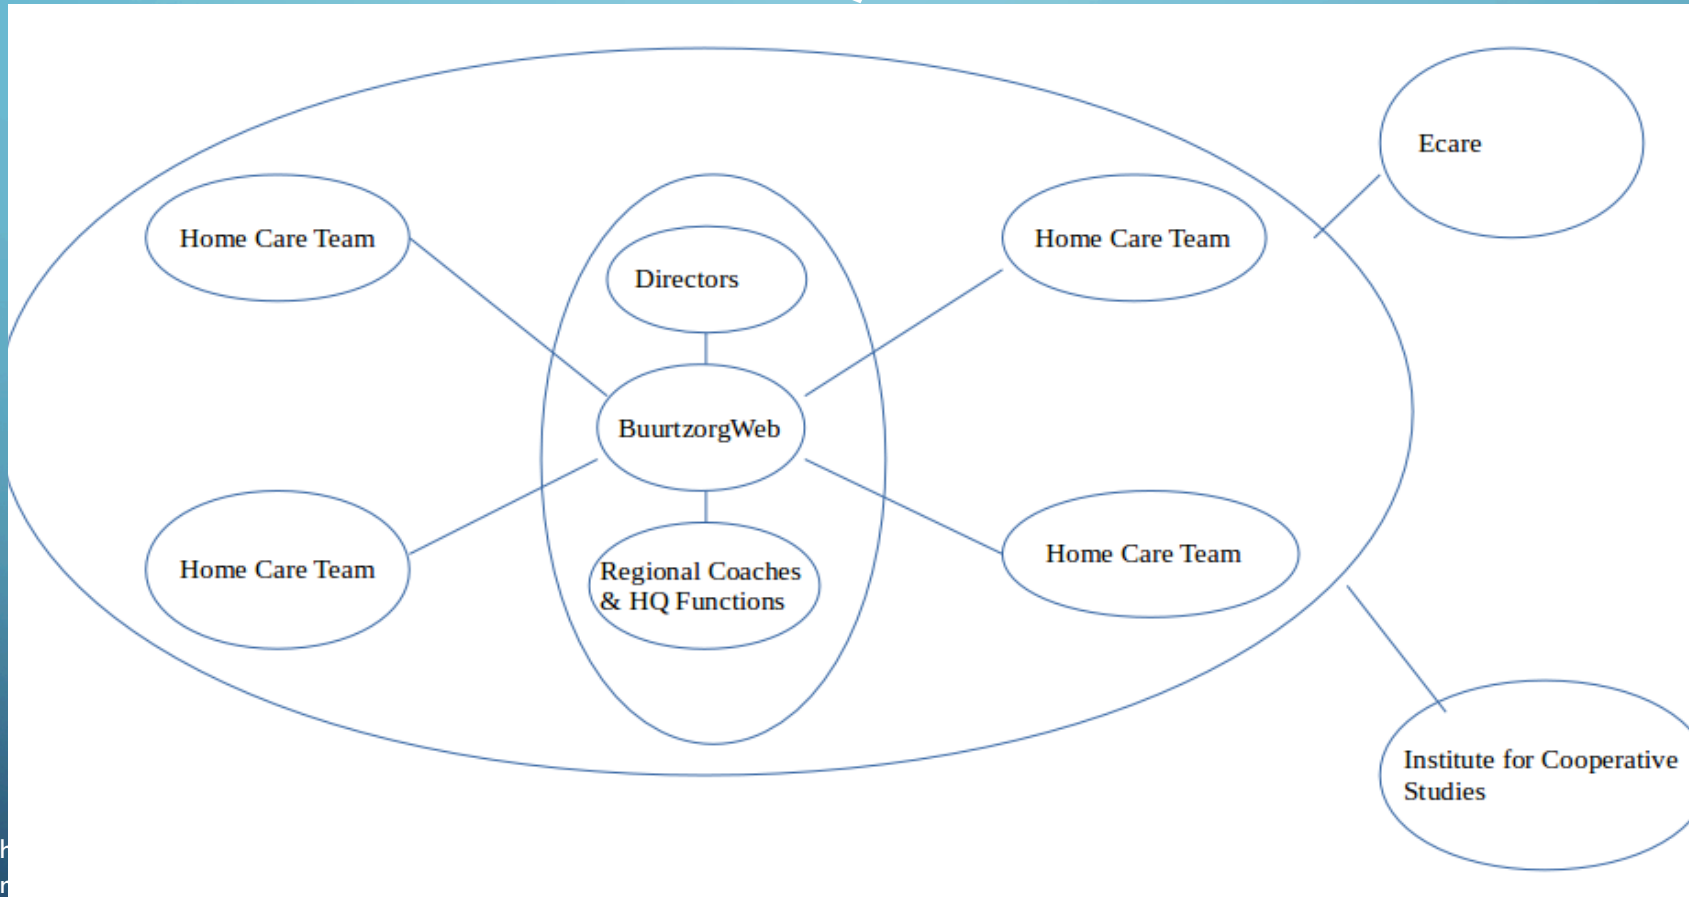 Ecare
Home Care Team
Home Care Team
Directors
BuurtzorgWeb
Home Care Team
Home Care Team
Regional Coaches
& HQ Functions
Institute for Cooperative
Studies